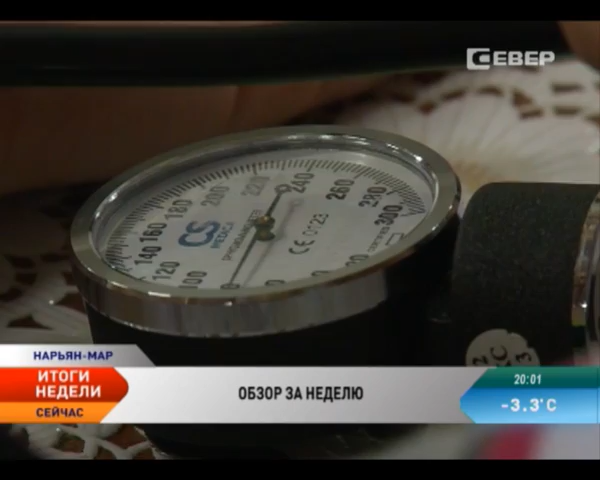 СЕВЕР
220
240
200
260
180
280
160
300
140
120
100
CS
MEDICA
CE 0123
НАРЬЯН-МАР
ИТОГИ
НЕДЕЛИ
СЕЙЧАС
ОБЗОР ЗА НЕДЕЛЮ
20:01
-3.3°C